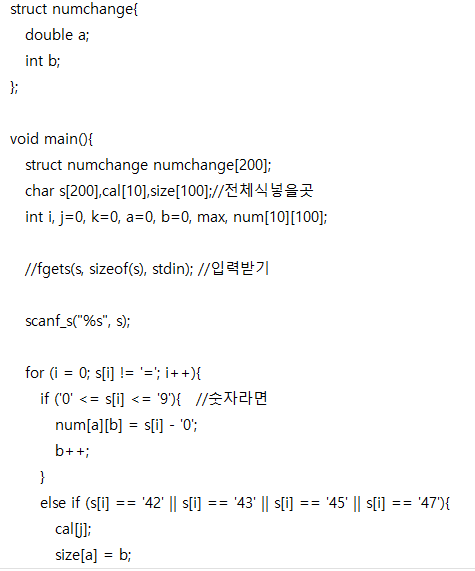 struct numchange{
double a;
int b;
};
void main(){
struct numchange numchange[200];
char s[200],cal[10],size[100];//전체식넣을곳
int i, j=0, k=0, a=0, b=0, max, num[10][100];
//fgets(s, sizeof(s), stdin); //입력받기
scanf_s("%s", s);
for (i = 0; s[i] != '='; i++){
if ('0' <= s[i] <= '9'){ //숫자라면
num[a][b] = s[i] - '0';
b++;
}
else if (s[i] == '42' || s[i] == '43' || s[i] == '45' || s[i] == '47'){
cal[j];
size[a] = b;